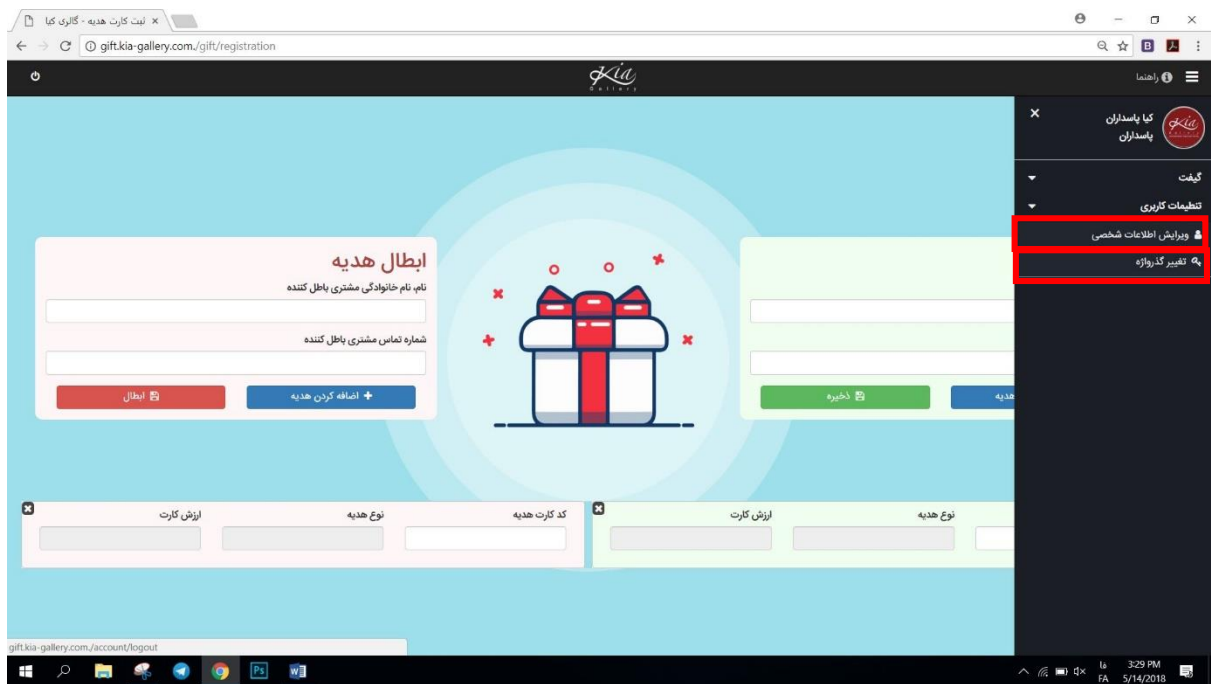 ثبت کارت هدیه - گالری کیا
gift.kia-gallery.com./gift/registration
راهنما
Kia
Gallery
کیا پاسداران
پاسداران
Kia
گیفت
تنظیمات کاربری
ویرایش اطلاعات شخصی
تغییر گذرواژه
ابطال هدیه
نام، نام خانوادگی مشتری باطل کننده
شماره تماس مشتری باطل کننده
هدیه
ذخیره
اضافه کردن هدیه
ابطال
نوع هدیه
ارزش کارت
کد کارت هدیه
نوع هدیه
ارزش کارت
gift.kia-gallery.com./account/logout
Ps
فا
FA
3:29 PM
5/14/2018